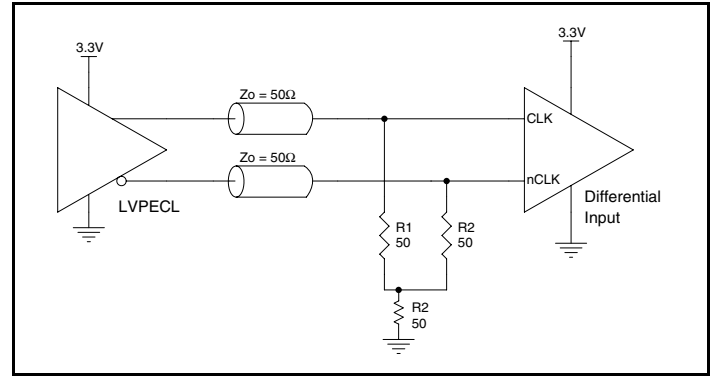 3.3V
3.3V
Zo = 50Ω
CLK
Zo = 50Ω
nCLK
LVPECL
Differential
Input
R1
50
R2
50
R2
50